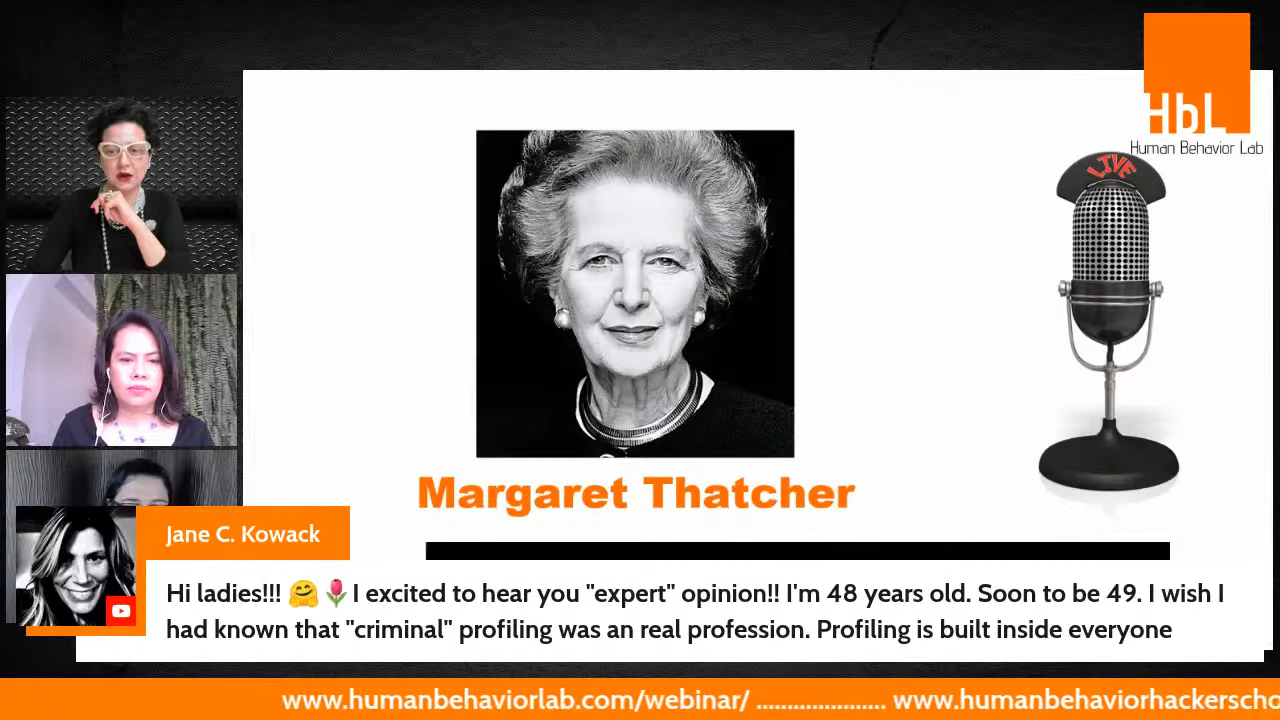 HbL
Human Behavior Lab
LIVE
Margaret Thatcher
Jane C. Kowack
Hi ladies!!! 🤗🌷I excited to hear you "expert" opinion!! I'm 48 years old. Soon to be 49. I wish I
had known that "criminal" profiling was an real profession. Profiling is built inside everyone
www.humanbehaviorlab.com/webinar/ ..................... www.humanbehaviorhackerscho